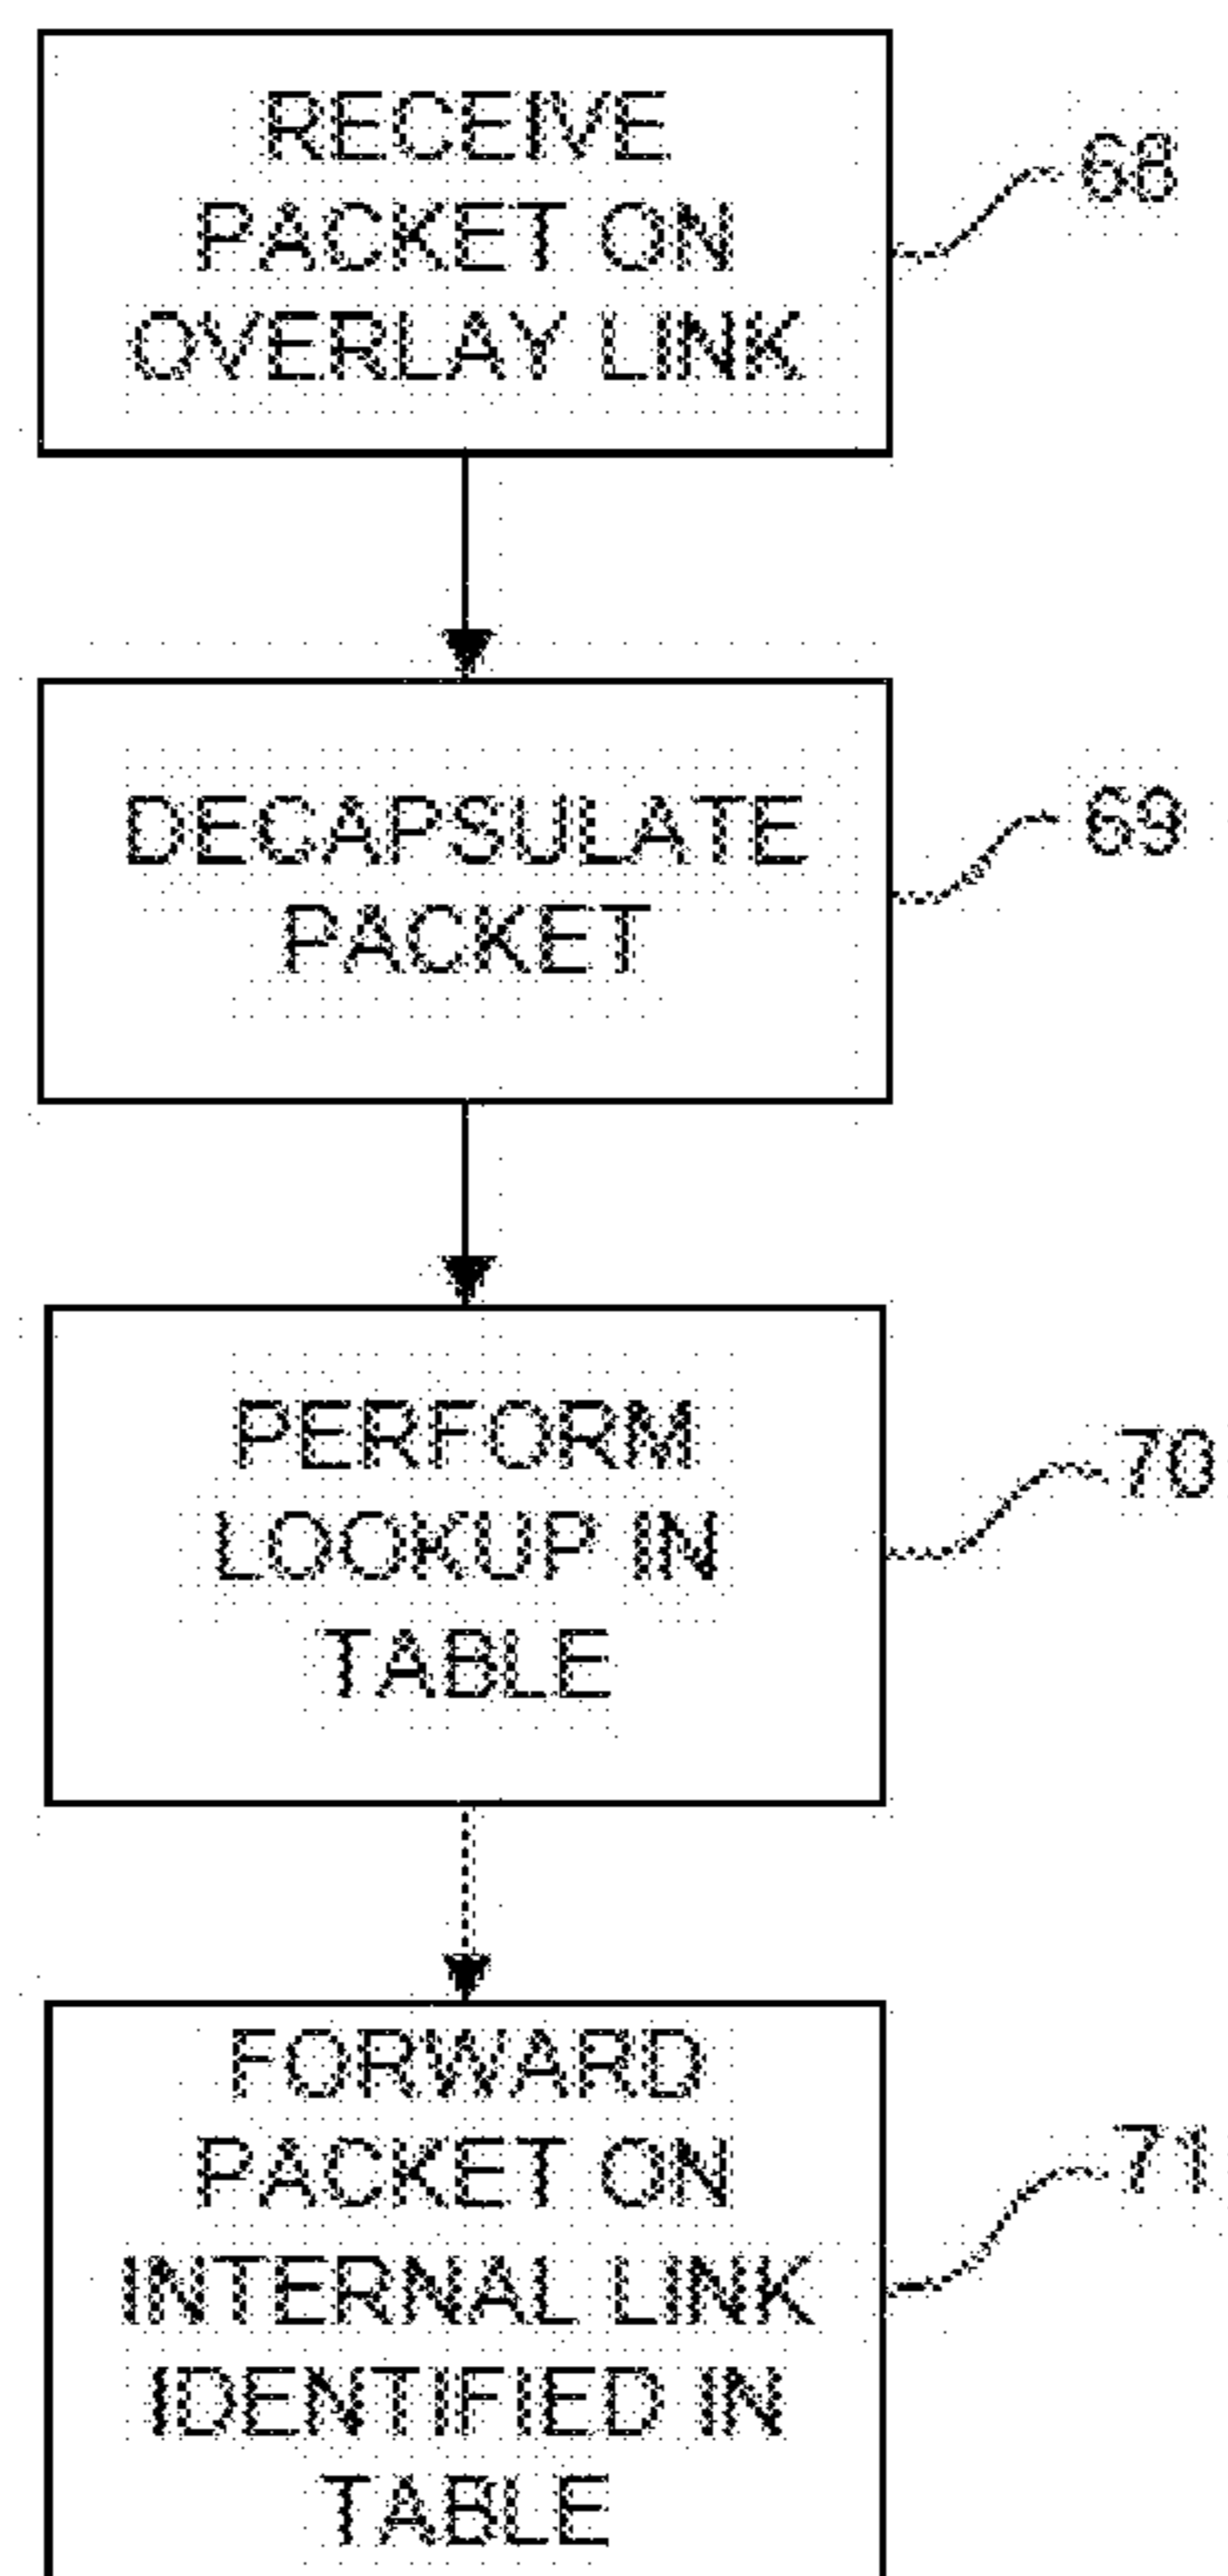 RECEIVE
PACKET ON
OVERLAY LINK
68
DECAPSULATE
PACKET
69
PERFORM
LOOKUP IN
TABLE
70
FORWARD
PACKET ON
INTERNAL LINK
IDENTIFIED IN
TABLE
71